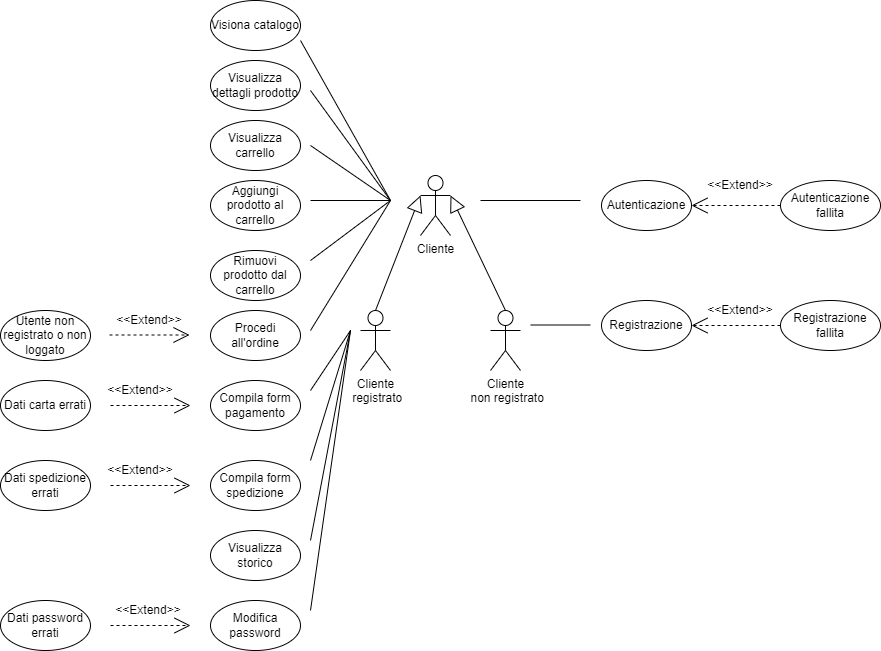 Visiona catalogo
Visualizza
dettagli prodotto
Visualizza
carrello
Aggiungi
prodotto al
carrello
Rimuovi
prodotto dal
carrello
Utente non
registrato o non
loggato
<<Extend>>
Procedi
all'ordine
Dati carta errati
<<Extend>>
Compila form
pagamento
Dati spedizione
errati
<<Extend>>
Compila form
spedizione
Visualizza
storico
Dati password
errati
<<Extend>>
Modifica
password
Cliente
Cliente
registrato
Cliente
non registrato
Autenticazione
<<Extend>>
Autenticazione
fallita
Registrazione
<<Extend>>
Registrazione
fallita